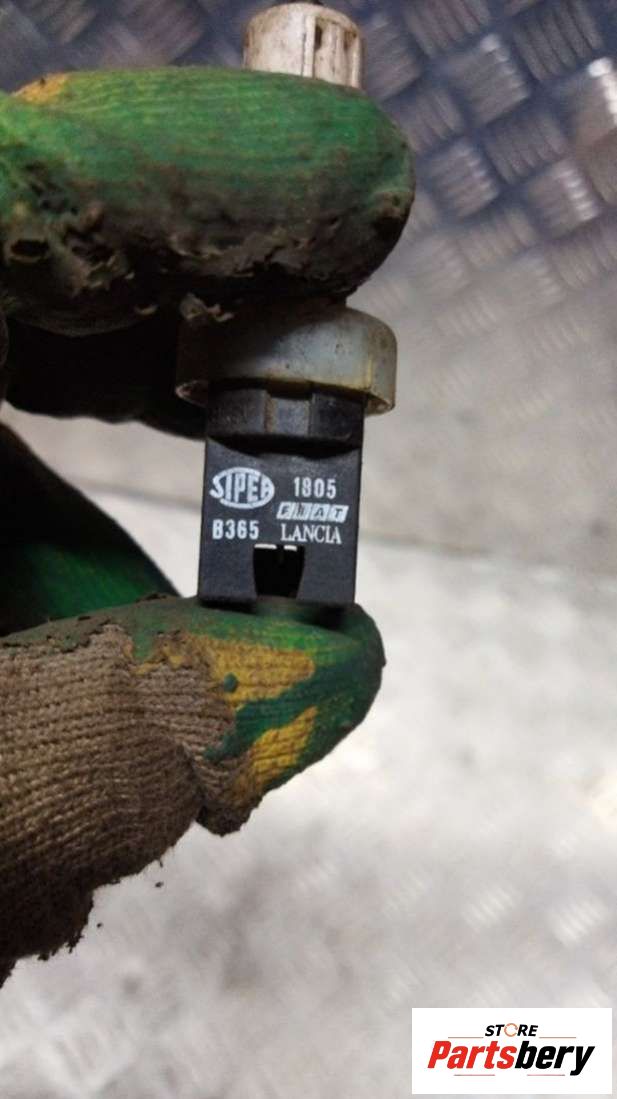 SIPEA 1805
FIAT
B365 LANCIA
STORE
Partsbery